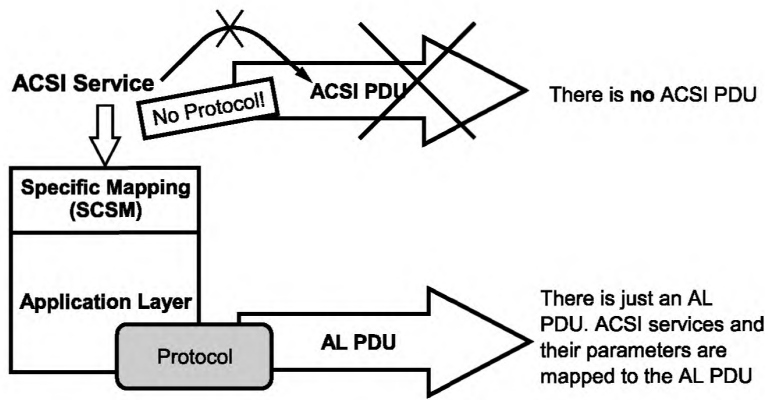 ACSI Service
No Protocol!
ACSI PDU
There is no ACSI PDU
Specific Mapping
(SCSM)
Application Layer
Protocol
AL PDU
There is just an AL
PDU. ACSI services and
their parameters are
mapped to the AL PDU